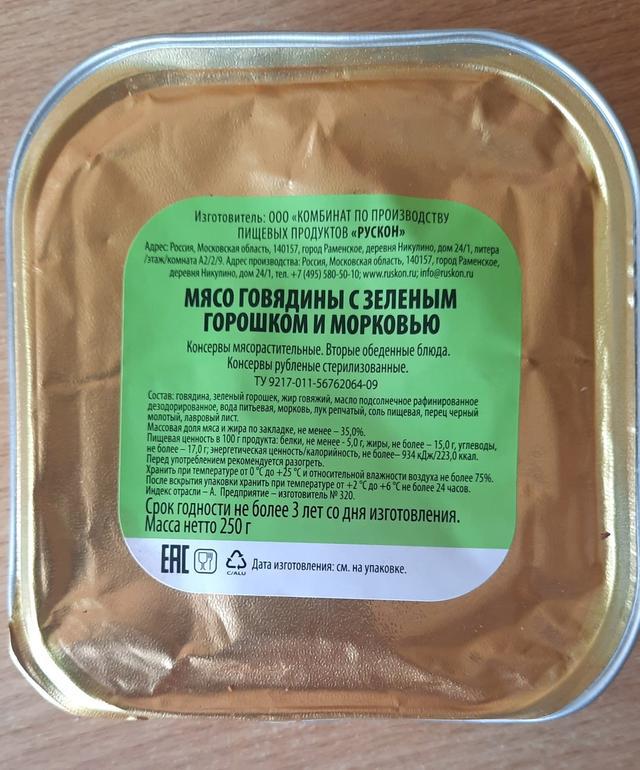 Изготовитель: ООО «КОМБИНАТ ПО ПРОИЗВОДСТВУ
ПИЩЕВЫХ ПРОДУКТОВ «РУСКОН»
Адрес: Россия, Московская область, 140157, город Раменское, деревня Никулино, дом 24/1, литера
/этаж/комната А2/2/9. Адрес производства: Россия, Московская область, 140157, город Раменское,
деревня Никулино, дом 24/1, тел. +7 (495) 580-50-10; www.ruskon.ru; info@ruskon.ru
МЯСО ГОВЯДИНЫ С ЗЕЛЕНЫМ
ГОРОШКОМ И МОРКОВЬЮ
Консервы мясорастительные. Вторые обеденные блюда.
Консервы рубленые стерилизованные.
ТУ 9217-011-56762064-09
Состав: говядина, зеленый горошек, жир говяжий, масло подсолнечное рафинированное
дезодорированное, вода питьевая, морковь, лук репчатый, соль пищевая, перец черный
молотый, лавровый лист.
Массовая доля мяса и жира по закладке, не менее – 35,0%.
Пищевая ценность в 100 г продукта: белки, не менее - 5,0 г, жиры, не более – 15,0 г, углеводы,
не более – 17,0 г; энергетическая ценность/калорийность, не более– 934 кДж/223,0 ккал.
Перед употреблением рекомендуется разогреть.
Хранить при температуре от 0 °С до +25 °С и относительной влажности воздуха не более 75%.
После вскрытия упаковки хранить при температуре от +2 °С до +6 °С не более 24 часов.
Индекс отрасли – А. Предприятие – изготовитель № 320.
Срок годности не более 3 лет со дня изготовления.
Масса нетто 250 г
ЕАС
C/ALU
Дата изготовления: см. на упаковке.